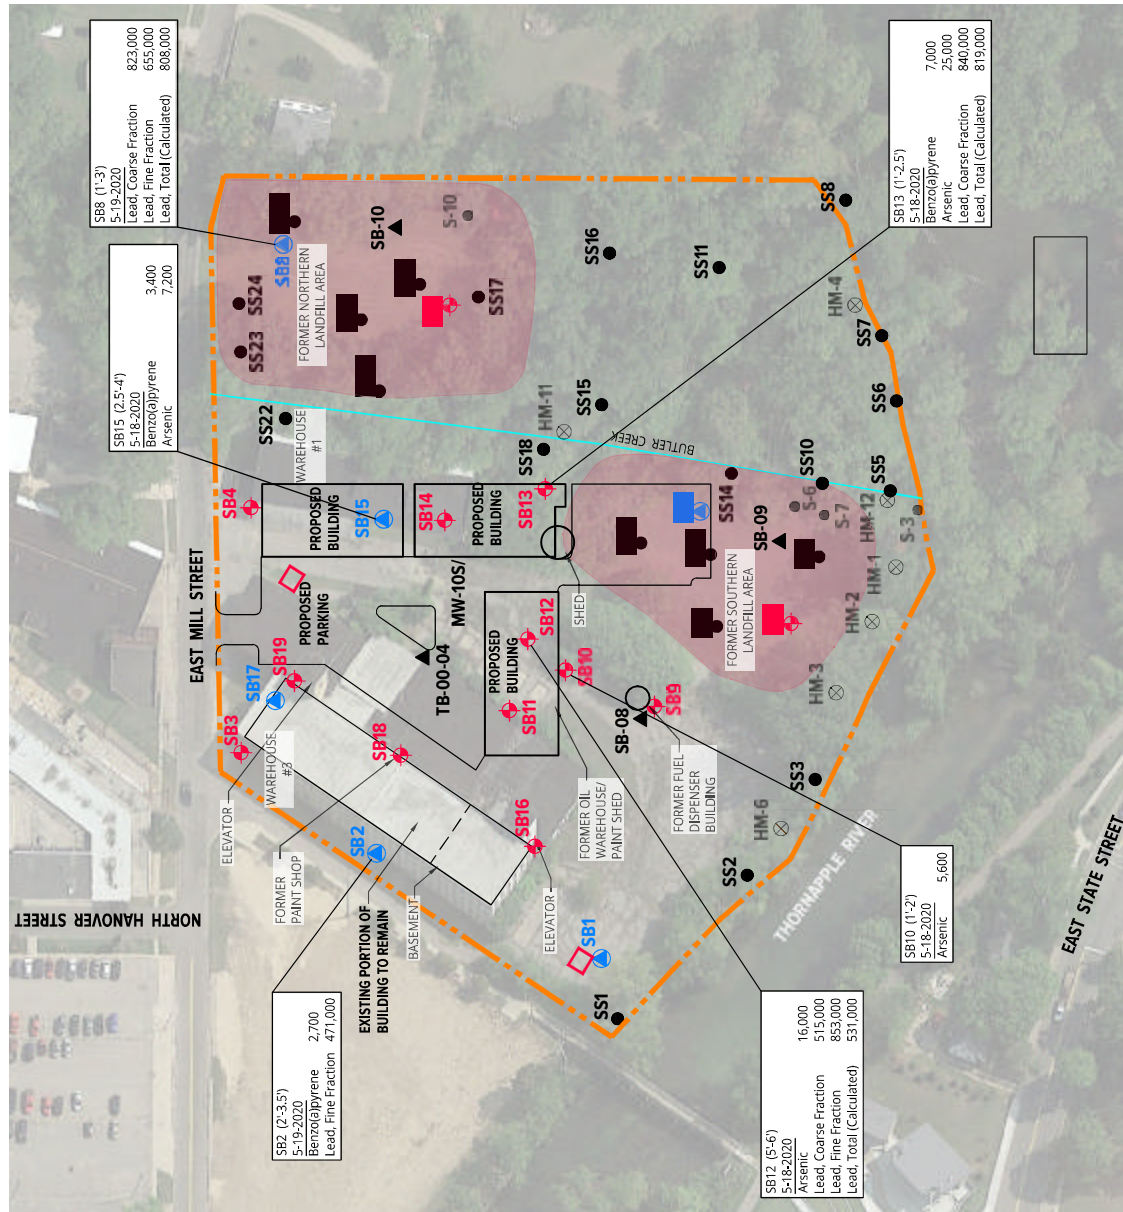 SB8 (1'-3')
5-19-2020
Lead, Coarse Fraction 823,000
Lead, Fine Fraction 655,000
Lead, Total (Calculated) 808,000
SB15 (2.5'-4')
5-18-2020
Benzo(a)pyrene 3,400
Arsenic 7,200
SB13 (1'-2.5')
5-18-2020
Benzo(a)pyrene 7,000
Arsenic 25,000
Lead, Coarse Fraction 840,000
Lead, Total (Calculated) 819,000
SB2 (2'-3.5')
5-19-2020
Benzo(a)pyrene 2,700
Lead, Fine Fraction 471,000
SB12 (5'-6')
5-18-2020
Arsenic 16,000
Lead, Coarse Fraction 515,000
Lead, Fine Fraction 853,000
Lead, Total (Calculated) 531,000
SB10 (1'-2')
5-18-2020
Arsenic 5,600
NORTH HANOVER STREET
EAST MILL STREET
EAST STATE STREET
THORNAPPLE RIVER
BUTLER CREEK
FORMER NORTHERN
LANDFILL AREA
FORMER SOUTHERN
LANDFILL AREA
WAREHOUSE
#1
WAREHOUSE
#3
PROPOSED
BUILDING
PROPOSED
BUILDING
PROPOSED
BUILDING
PROPOSED
PARKING
SHED
ELEVATOR
FORMER
PAINT SHOP
EXISTING PORTION OF
BUILDING TO REMAIN
BASEMENT
ELEVATOR
FORMER OIL
WAREHOUSE/
PAINT SHED
FORMER FUEL
DISPENSER
BUILDING
MW-10S/
TB-00-04
SB-08
SB-09
SB-10
SB1
SB2
SB3
SB4
SB8
SB9
SB10
SB11
SB12
SB13
SB14
SB15
SB16
SB17
SB18
SB19
SS1
SS2
SS3
SS5
SS6
SS7
SS8
SS10
SS11
SS14
SS15
SS16
SS17
SS18
SS22
SS23
SS24
S-3
S-6
S-7
S-10
HM-1
HM-2
HM-3
HM-4
HM-6
HM-11
HM-12